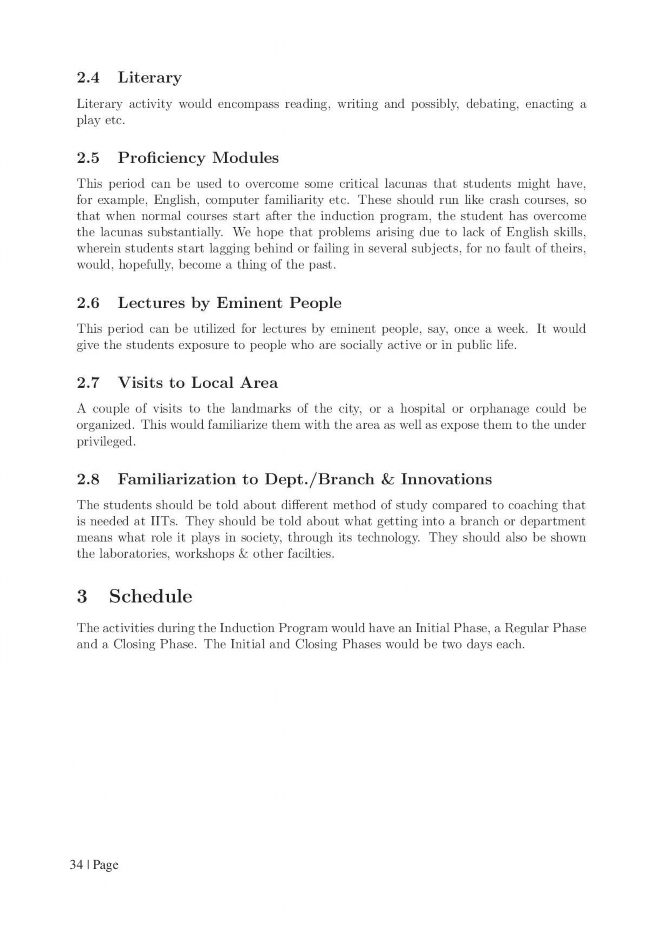 2.4 Literary
Literary activity would encompass reading, writing and possibly, debating, enacting a
play etc.
2.5 Proficiency Modules
This period can be used to overcome some critical lacunas that students might have,
for example, English, computer familiarity etc. These should run like crash courses, so
that when normal courses start after the induction program, the student has overcome
the lacunas substantially. We hope that problems arising due to lack of English skills,
wherein students start lagging behind or failing in several subjects, for no fault of theirs,
would, hopefully, become a thing of the past.
2.6 Lectures by Eminent People
This period can be utilized for lectures by eminent people, say, once a week. It would
give the students exposure to people who are socially active or in public life.
2.7 Visits to Local Area
A couple of visits to the landmarks of the city, or a hospital or orphanage could be
organized. This would familiarize them with the area as well as expose them to the under
privileged.
2.8 Familiarization to Dept./Branch & Innovations
The students should be told about different method of study compared to coaching that
is needed at IITs. They should be told about what getting into a branch or department
means what role it plays in society, through its technology. They should also be shown
the laboratories, workshops & other facilties.
3 Schedule
The activities during the Induction Program would have an Initial Phase, a Regular Phase
and a Closing Phase. The Initial and Closing Phases would be two days each.
34 | Page